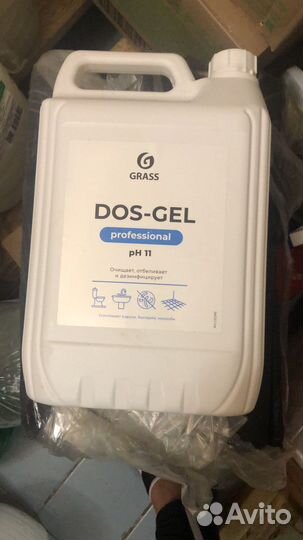 GRASS
DOS-GEL
professional
pH 11
Очищает, отбеливает
и дезинфицирует
Avito